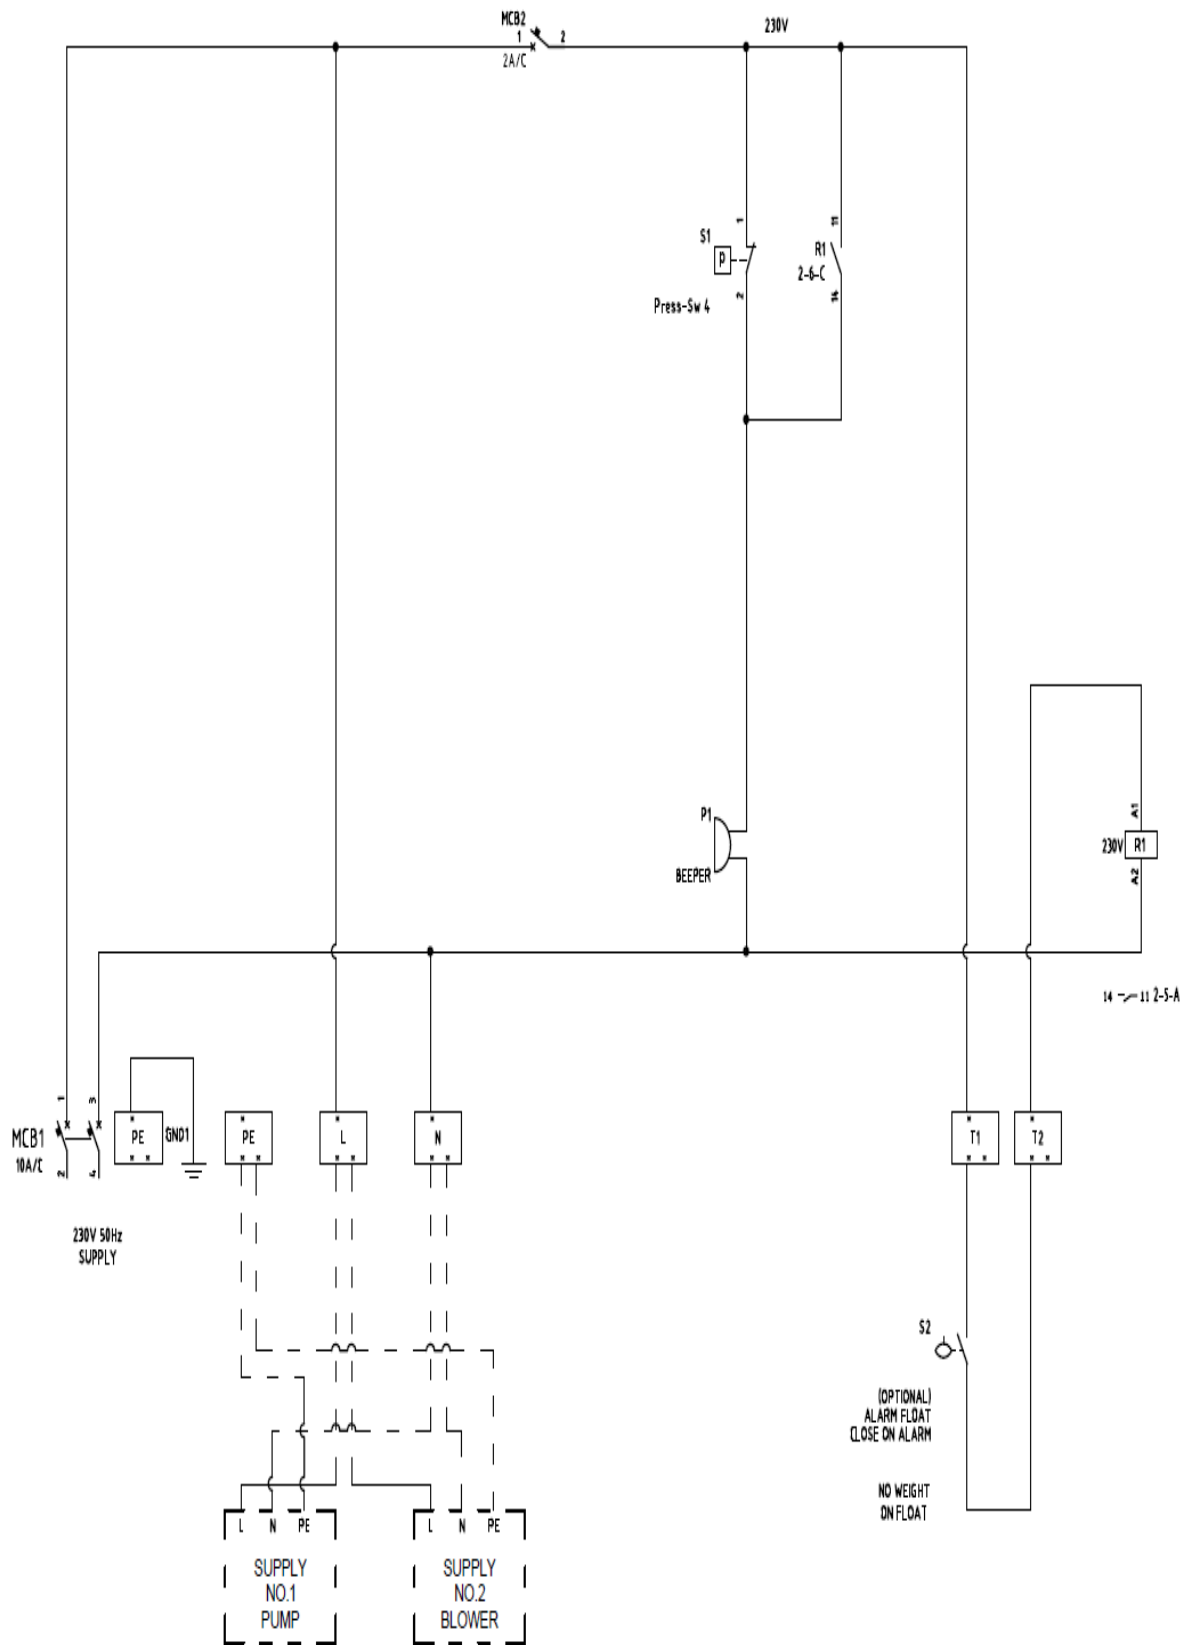 MCB2
1
2
2A/C
230V
1
S1
P
2
Press-Sw 4
11
R1
2-6-C
14
P1
BEEPER
A1
230V
R1
A2
14
11 2-5-A
1
3
MCB1
10A/C
2
4
PE
GND1
PE
L
N
T1
T2
230V 50Hz
SUPPLY
S2
(OPTIONAL)
ALARM FLOAT
CLOSE ON ALARM
NO WEIGHT
ON FLOAT
L N PE
SUPPLY
NO.1
PUMP
L N PE
SUPPLY
NO.2
BLOWER